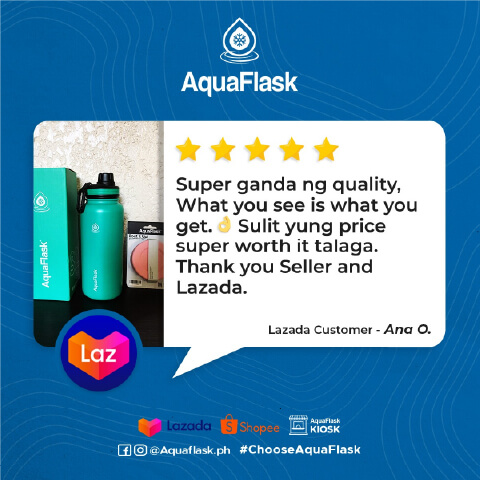 AquaFlask
Super ganda ng quality,
What you see is what you
get.👌Sulit yung price
super worth it talaga.
Thank you Seller and
Lazada.
Lazada Customer - Ana O.
AquaFlask
AquaFlask
AquaFlask
Laz
Lazada
Shopee
AquaFlask
KIOSK
@Aquaflask.ph #ChooseAquaFlask